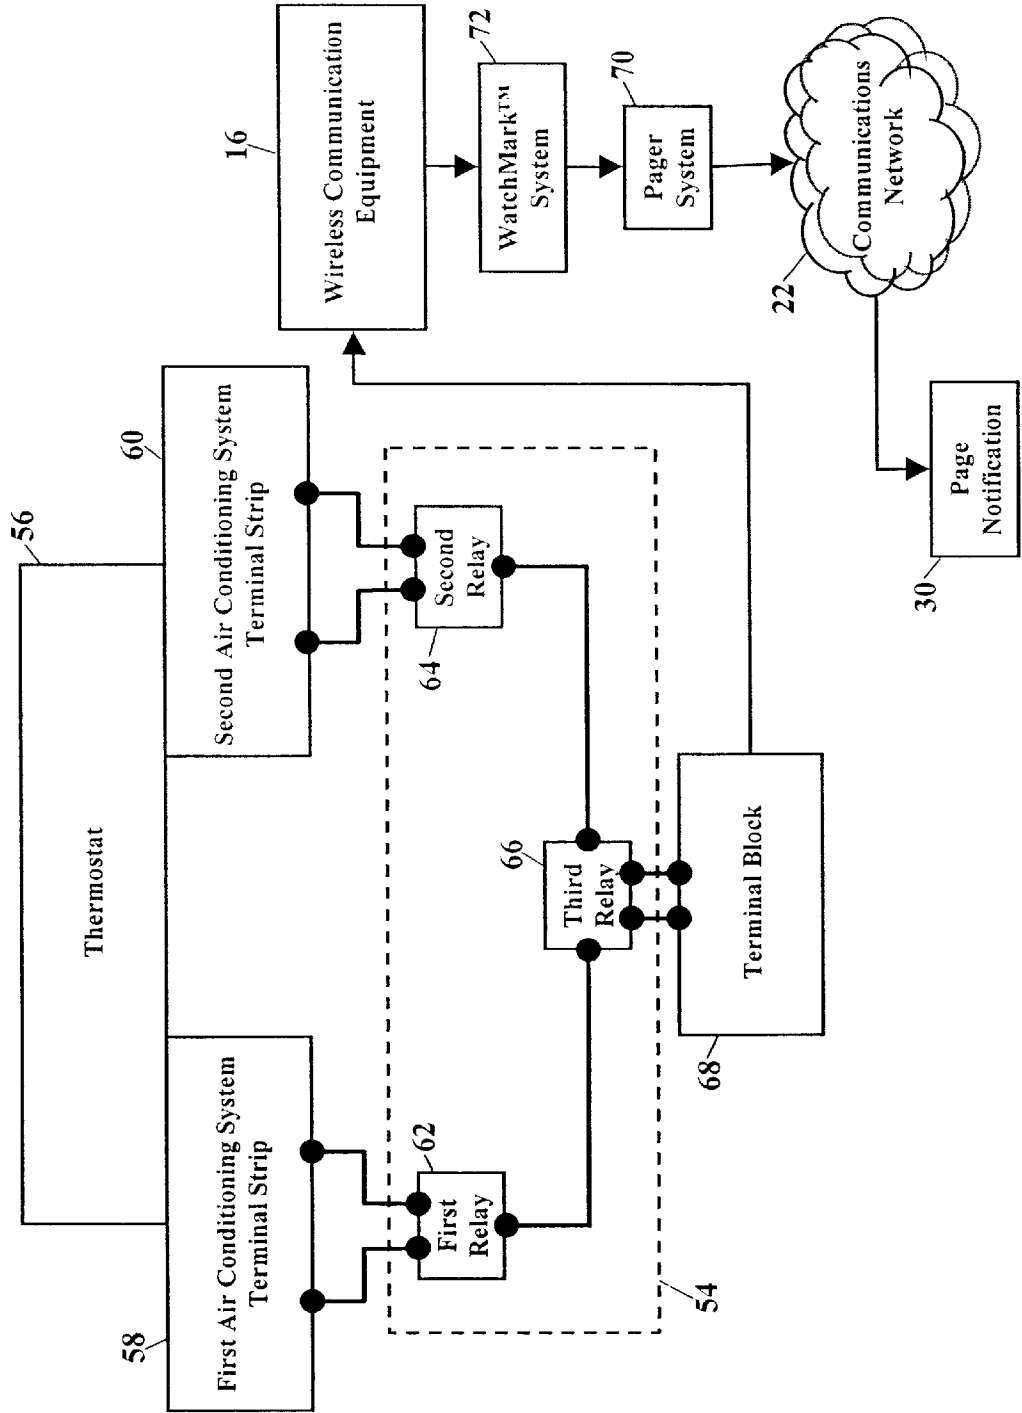 56
Thermostat
58
First Air Conditioning System
Terminal Strip
60
Second Air Conditioning System
Terminal Strip
62
First
Relay
64
Second
Relay
66
Third
Relay
54
68
Terminal Block
16
Wireless Communication
Equipment
72
WatchMark™
System
70
Pager
System
22
Communications
Network
30
Page
Notification